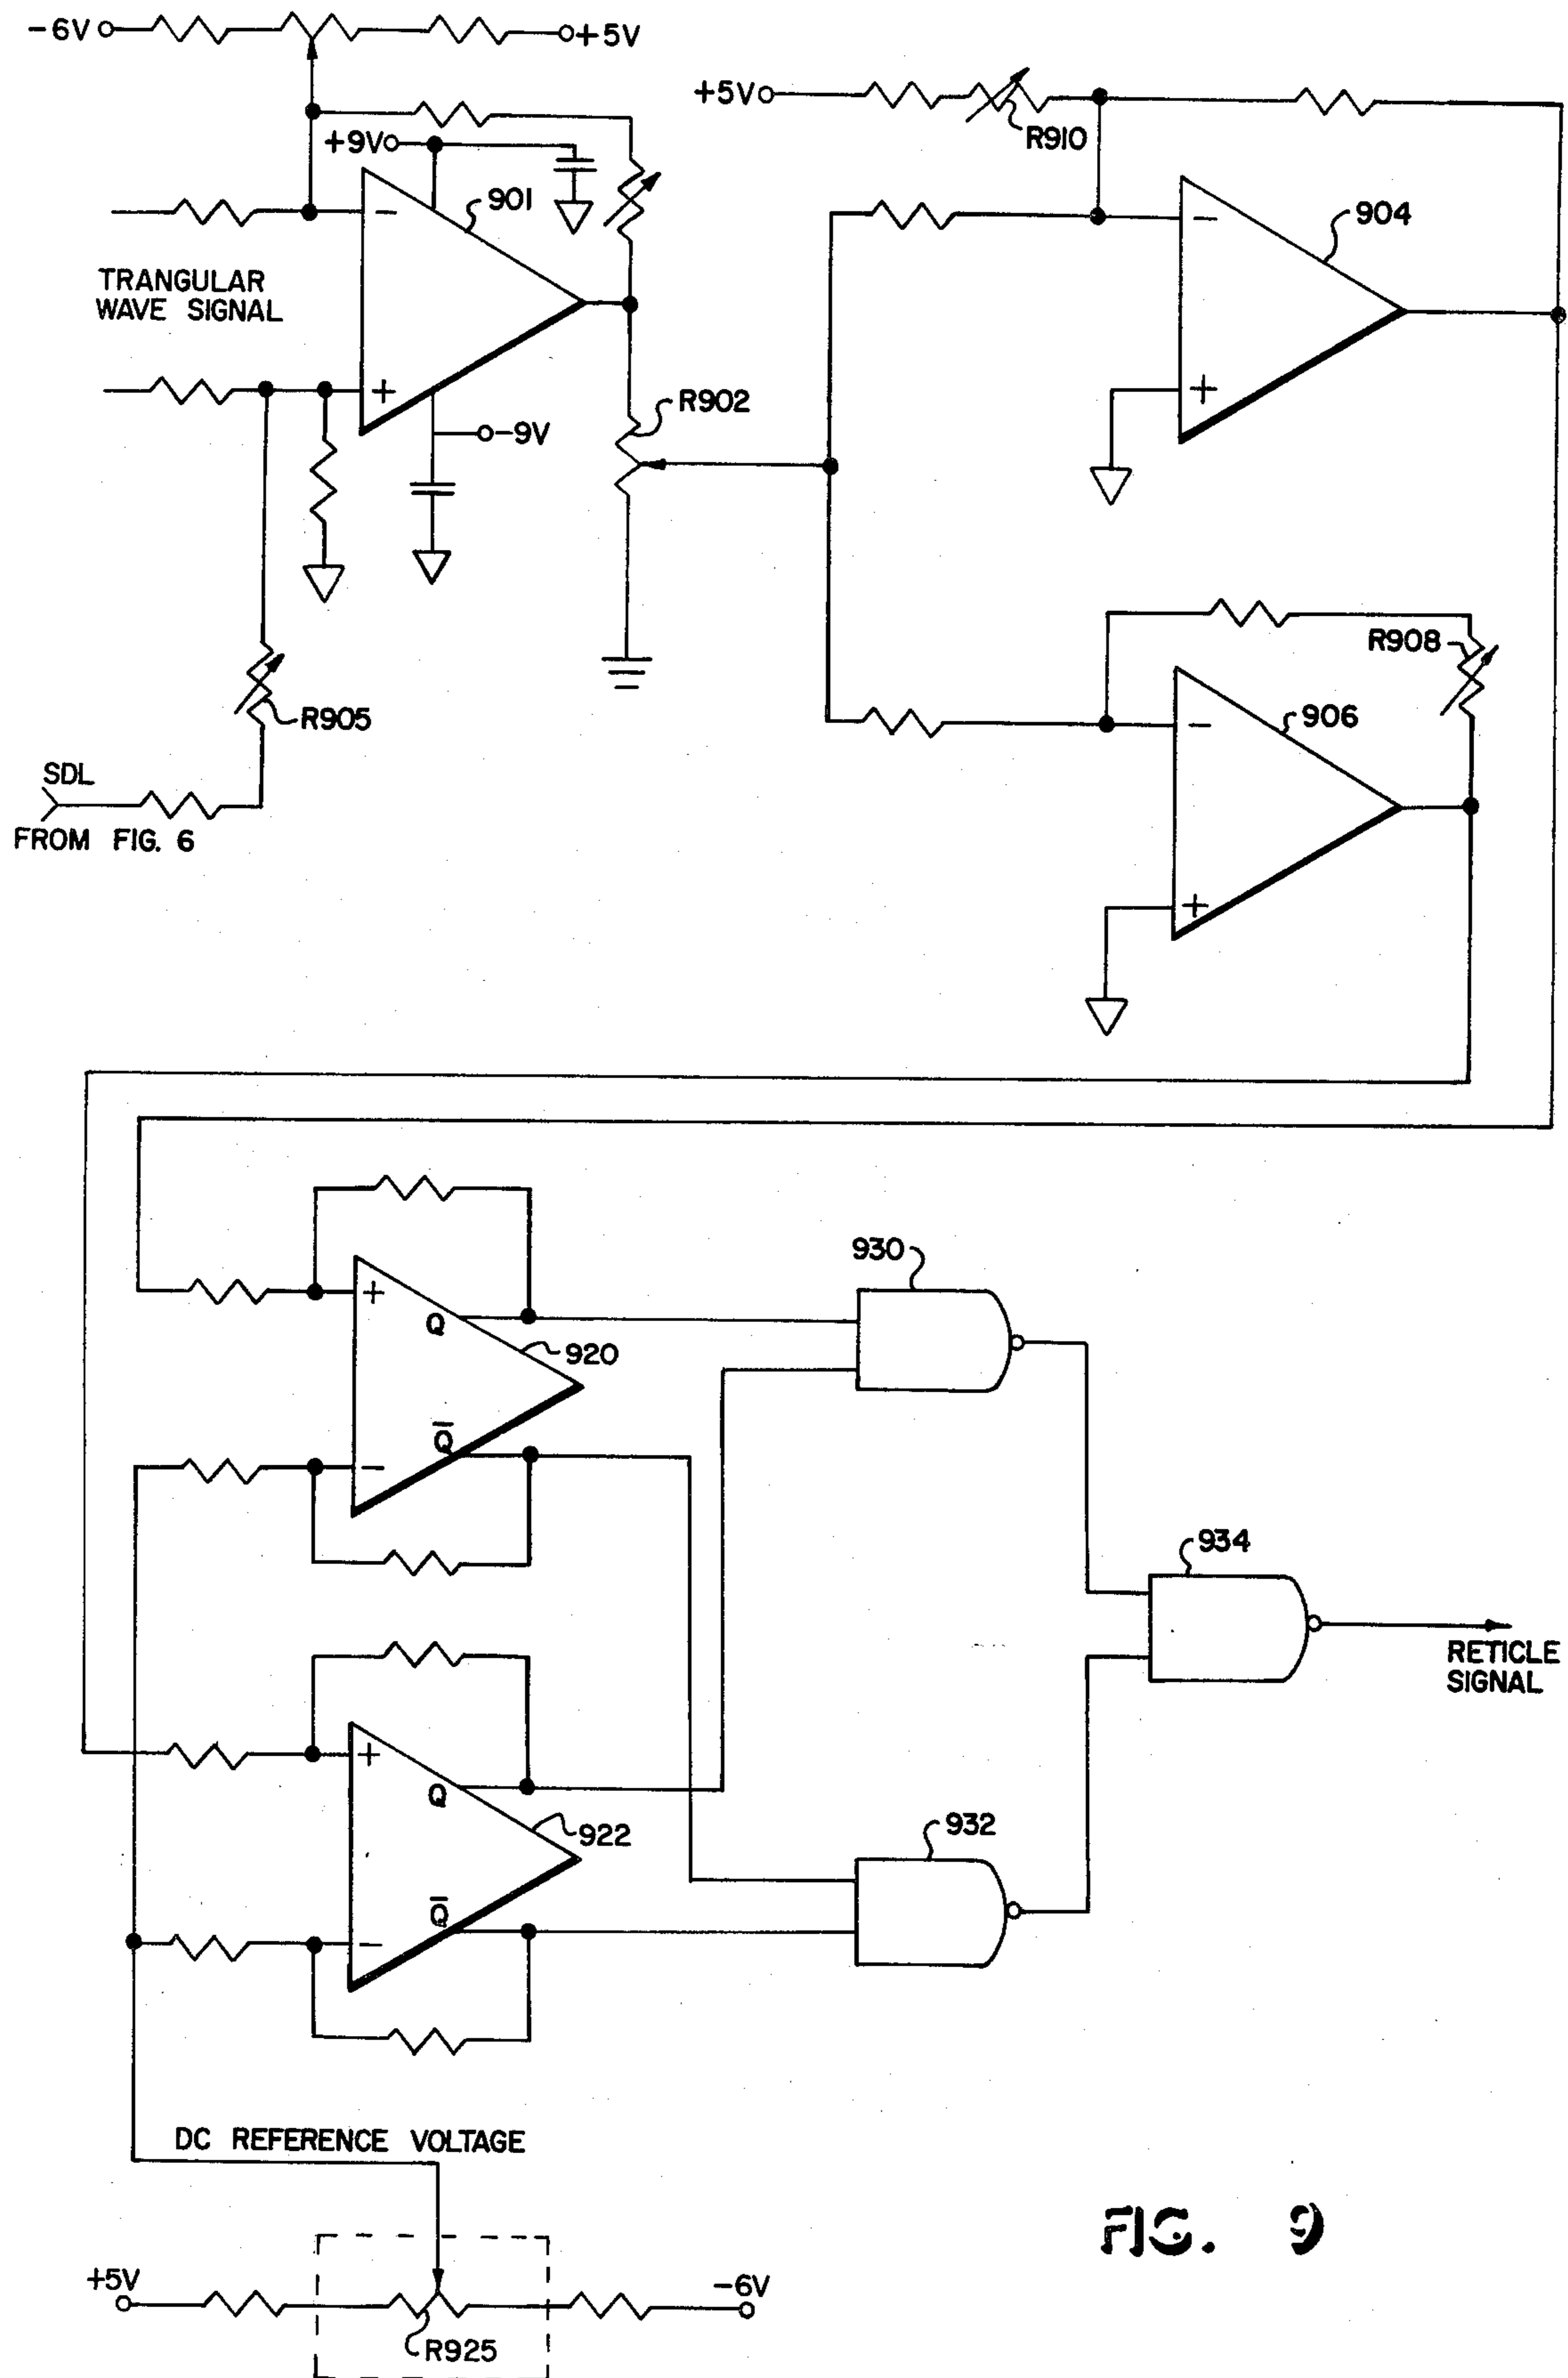 -6V
+5V
+5V
R910
+9V
901
-
-
904
TRANGULAR
WAVE SIGNAL
+
+
R902
-9V
R908
R905
-
906
SDL
FROM FIG. 6
+
930
+
Q
920
Q̅
-
934
RETICLE
SIGNAL
+
Q
922
932
Q̅
-
DC REFERENCE VOLTAGE
FIG. 9
+5V
-6V
R925